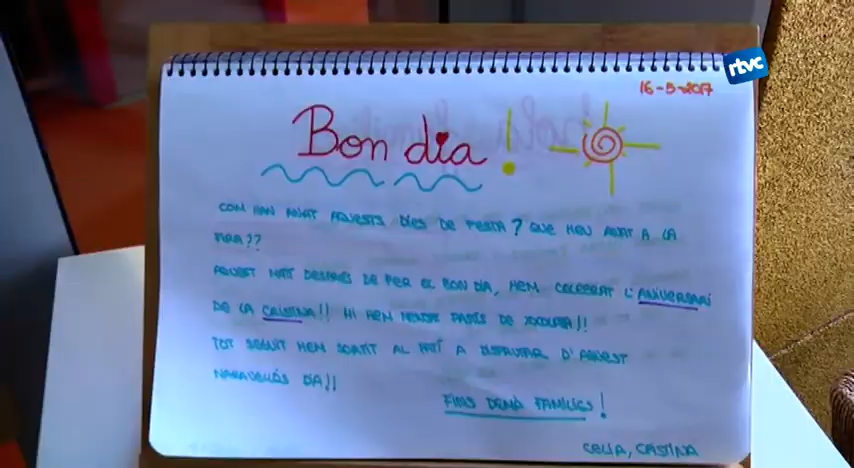 rtvc
16-5-2017
Bon dia !
COM HAN ANAT AQUESTS DIES DE FESTA? QUE HEU ANAT A LA
FIRA??
AQUEST MATÍ DESPRÉS DE FER EL BON DIA, HEM CELEBRAT L'ANIVERSARI
DE LA CRISTINA!! HI HEM MENJAT PASTÍS DE XOCOLATA!!
TOT SEGUIT HEM SORTIT AL PATÍ A DISFRUTAR D'AQUEST
MARAVELLÓS DIA!!
FINS DEMÀ FAMÍLIES!
CELIA, CRISTINA